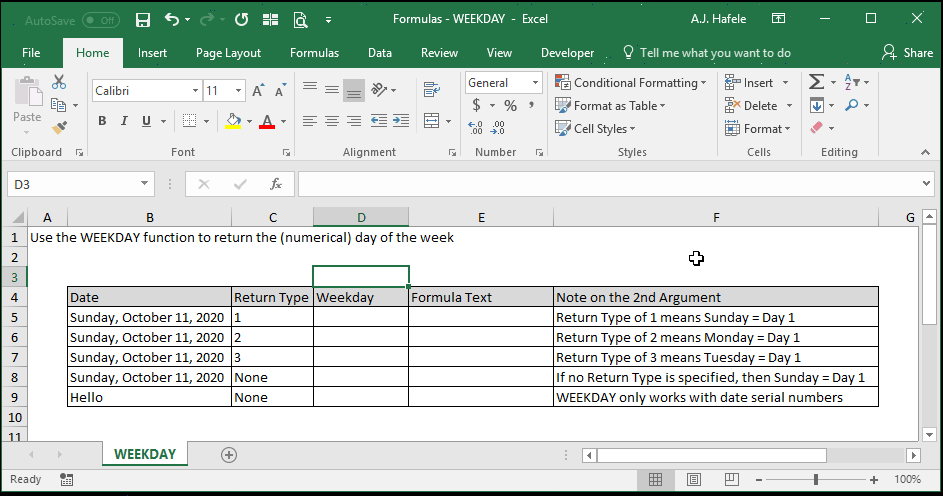 AutoSave Off Formulas - WEEKDAY - Excel A.J. Hafele
File Home Insert Page Layout Formulas Data Review View Developer Tell me what you want to do Share
Paste
Calibri 11 A A
B I U A
General
$ % ,
.00 .0
Conditional Formatting
Format as Table
Cell Styles
Insert
Delete
Format
Clipboard Font Alignment Number Styles Cells Editing
D3 fx
A B C D E F G
1 Use the WEEKDAY function to return the (numerical) day of the week
2
3
4 Date Return Type Weekday Formula Text Note on the 2nd Argument
5 Sunday, October 11, 2020 1 Return Type of 1 means Sunday = Day 1
6 Sunday, October 11, 2020 2 Return Type of 2 means Monday = Day 1
7 Sunday, October 11, 2020 3 Return Type of 3 means Tuesday = Day 1
8 Sunday, October 11, 2020 None If no Return Type is specified, then Sunday = Day 1
9 Hello None WEEKDAY only works with date serial numbers
10
11
WEEKDAY
Ready 100%